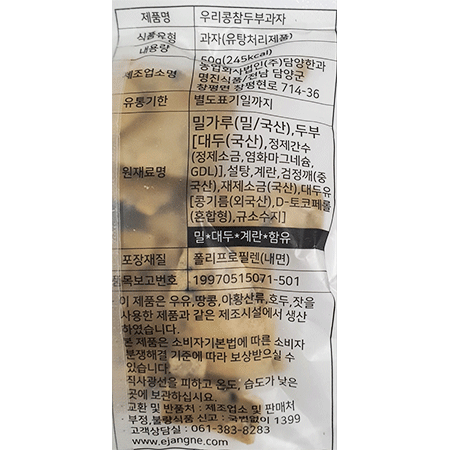 제품명 우리콩참두부과자
식품유형 과자(유탕처리제품)
내용량 50g(245kcal)
제조업소명 농업회사법인(주)담양한과
명진식품/전남 담양군
창평면 창평현로 714-36
유통기한 별도표기일까지
원재료명 밀가루(밀/국산),두부
[대두(국산),정제간수
(정제소금,염화마그네슘,
GDL)],설탕,계란,검정깨(중
국산),재제소금(국산),대두유
[콩기름(외국산),D-토코페롤
(혼합형),규소수지]
밀*대두*계란*함유
포장재질 폴리프로필렌(내면)
품목보고번호 19970515071-501
이 제품은 우유,땅콩,아황산류,호두,잣을
사용한 제품과 같은 제조시설에서 생산
하였습니다.
본 제품은 소비자기본법에 따른 소비자
분쟁해결 기준에 따라 보상받으실 수
있습니다.
직사광선을 피하고 온도, 습도가 낮은
곳에 보관하십시요.
교환 및 반품처 : 제조업소 및 판매처
부정,불량식품 신고 : 국번없이 1399
고객상담실 : 061-383-8283
www.ejangne.com